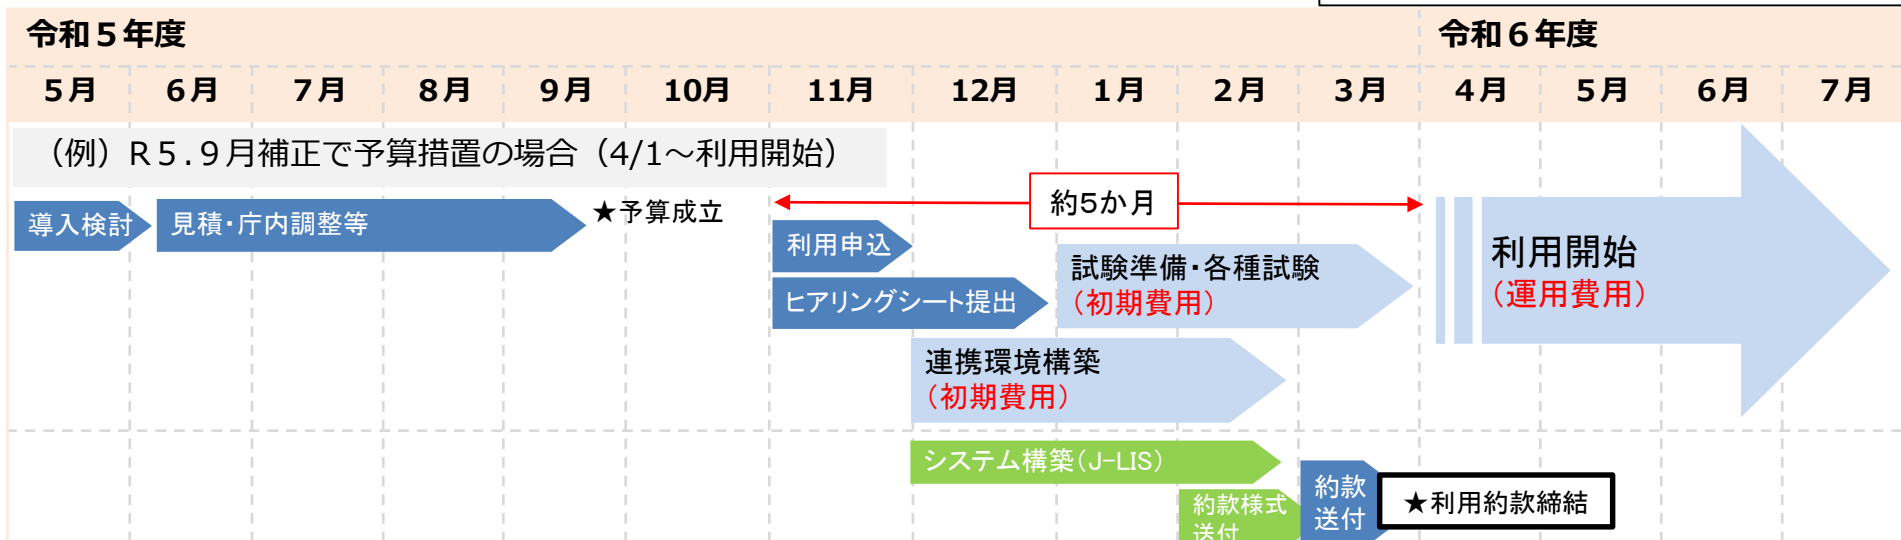 令和５年度
令和６年度
5月 6月 7月 8月 9月 10月 11月 12月 1月 2月 3月 4月 5月 6月 7月
（例）Ｒ５.９月補正で予算措置の場合（4/1～利用開始）
導入検討
見積・庁内調整等
★予算成立
約5か月
利用申込
ヒアリングシート提出
試験準備・各種試験
（初期費用）
利用開始
（運用費用）
連携環境構築
（初期費用）
システム構築（J-LIS）
約款様式
送付
約款
送付
★利用約款締結